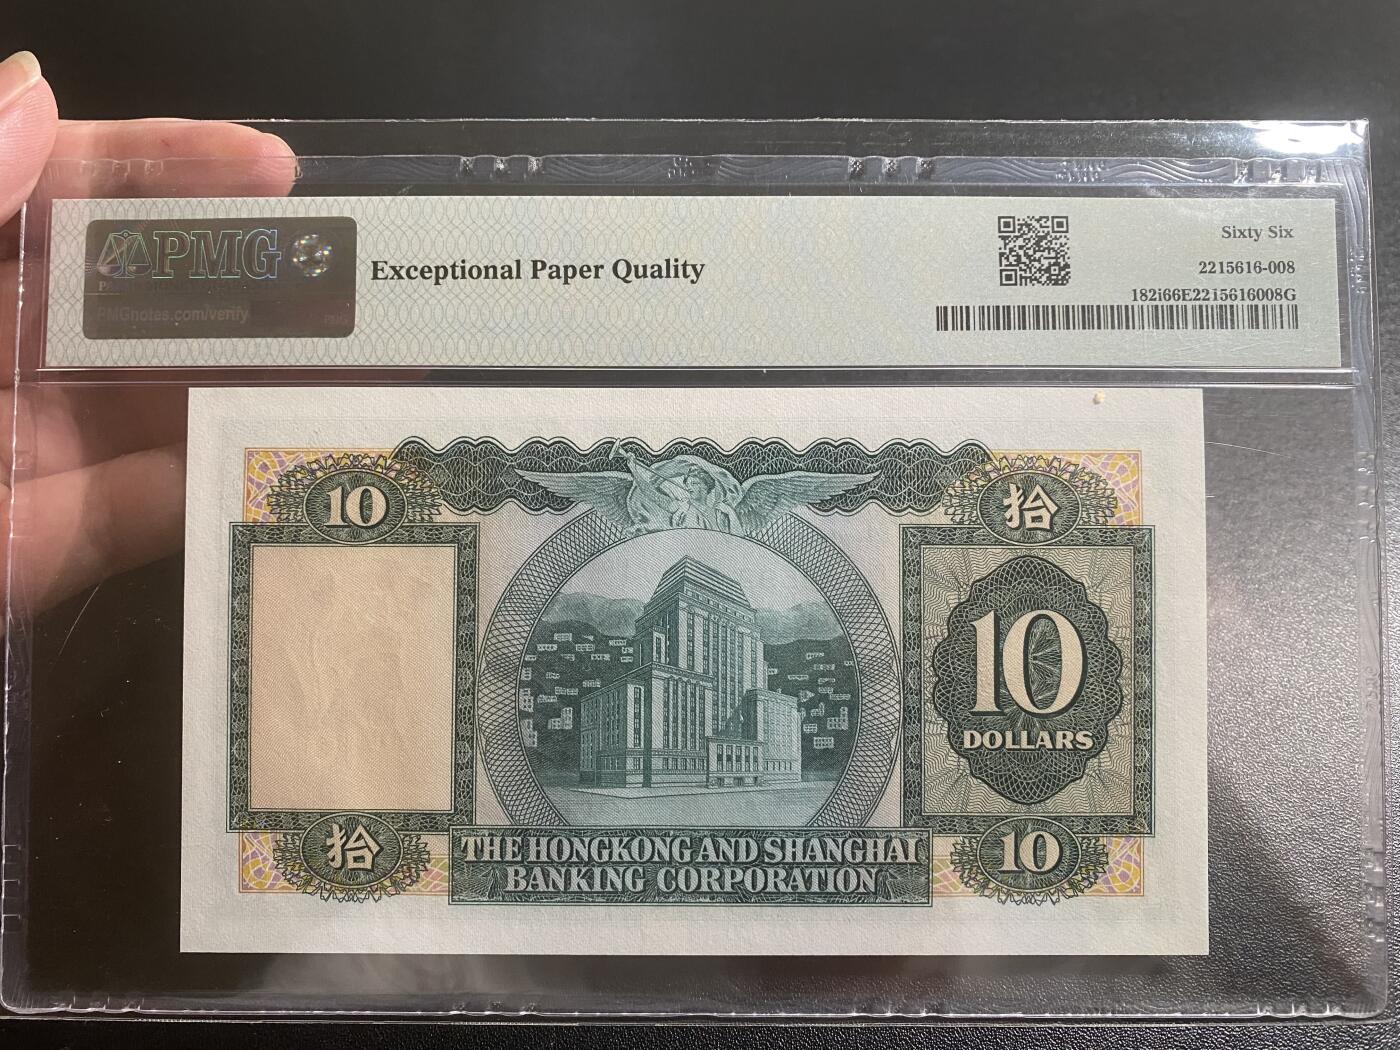 PMG
PMGnotes.com/verify
Exceptional Paper Quality
Sixty Six
2215616-008
182i66E2215616008G
10
拾
10
DOLLARS
拾
THE HONGKONG AND SHANGHAI
BANKING CORPORATION
10